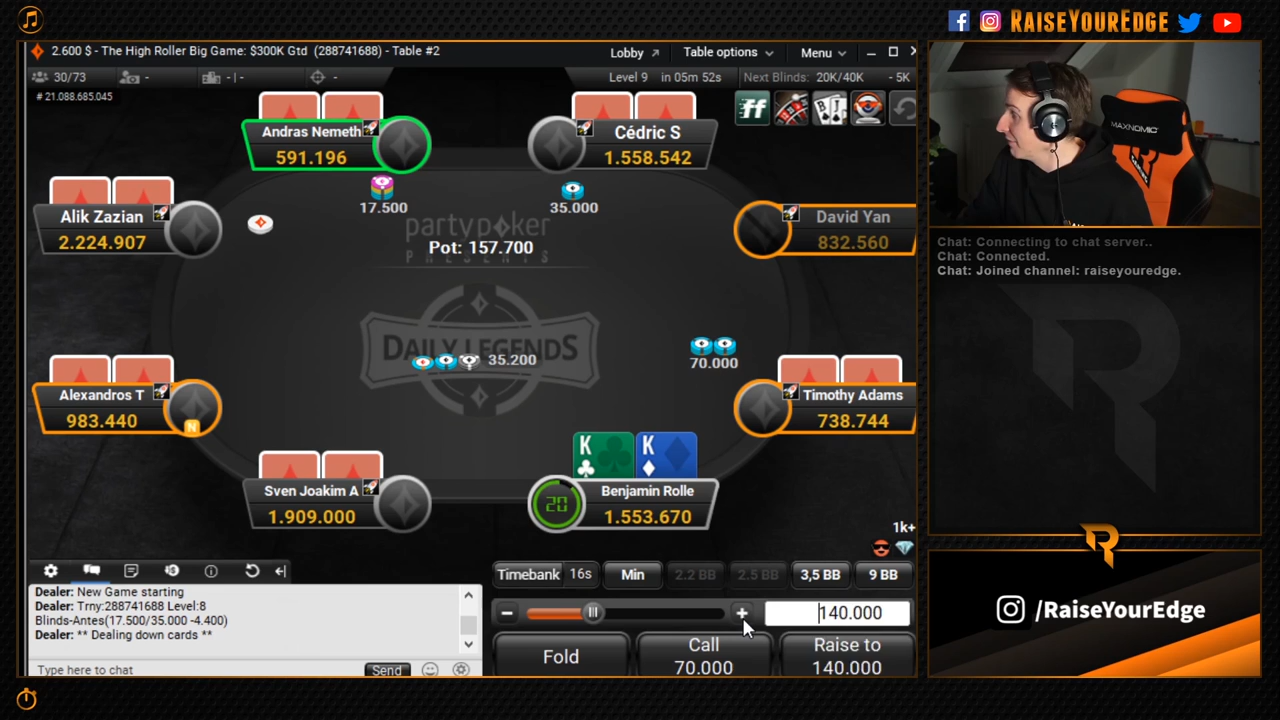 RAISEYOUREDGE
2.600 $ - The High Roller Big Game: $300K Gtd (288741688) - Table #2
Lobby
Table options
Menu
30/73
-
- | -
-
Level 9
in 05m 52s
Next Blinds: 20K/40K
- 5K
# 21.088.685.045
ff
B J
MAXNOMIC
Andras Nemeth
591.196
Cédric S
1.558.542
17.500
35.000
Alik Zazian
2.224.907
David Yan
832.560
partypoker
Pot: 157.700
PRESENTS
Chat: Connecting to chat server..
Chat: Connected.
Chat: Joined channel: raiseyouredge.
DAILY LEGENDS
35.200
70.000
Alexandros T
983.440
N
Timothy Adams
738.744
K
K
Sven Joakim A
1.909.000
20
Benjamin Rolle
1.553.670
1k+
Timebank
16s
Min
2.2 BB
2.5 BB
3,5 BB
9 BB
Dealer: New Game starting
Dealer: Trny:288741688 Level:8
Blinds-Antes(17.500/35.000 -4.400)
Dealer: ** Dealing down cards **
140.000
Type here to chat
Send
Fold
Call
70.000
Raise to
140.000
/RaiseYourEdge